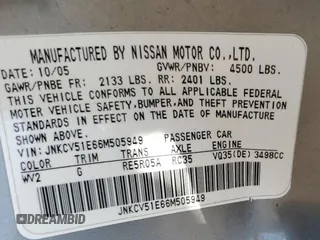 MANUFACTURED BY NISSAN MOTOR CO., LTD.
DATE: 10/05 GVWR/PNBV: 4500 LBS.
GAWR/PNBE FR: 2133 LBS. RR: 2401 LBS.
THIS VEHICLE CONFORMS TO ALL APPLICABLE FEDERAL
MOTOR VEHICLE SAFETY, BUMPER, AND THEFT PREVENTION
STANDARDS IN EFFECT ON THE DATE OF MANUFACTURE
SHOWN ABOVE.
VIN: JNKCV51E66M505949 PASSENGER CAR
COLOR TRIM TRANS AXLE ENGINE
WV2 G RE5R05A RC35 VQ35(DE) 3498CC
JNKCV51E66M505949
DREAMBID